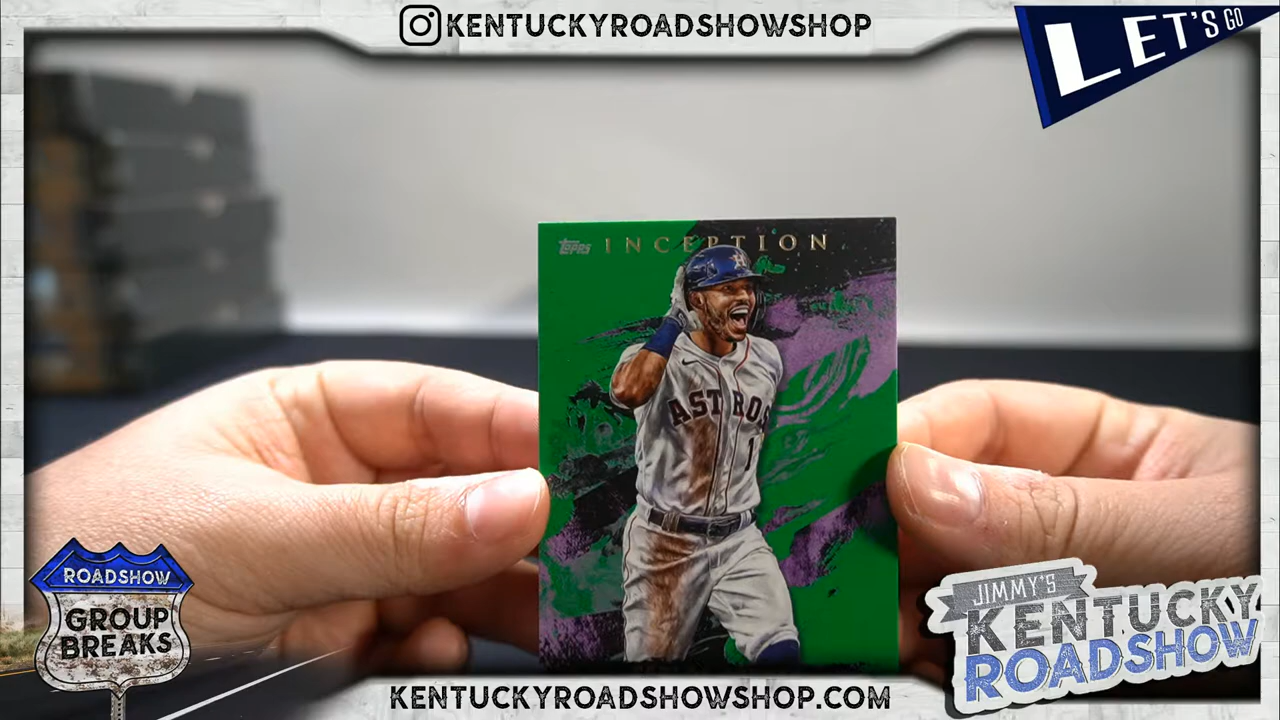 KENTUCKYROADSHOWSHOP
LET'S GO
Topps INCEPTION
ASTROS
1
ROADSHOW
GROUP
BREAKS
JIMMY'S
KENTUCKY
ROADSHOW
KENTUCKYROADSHOWSHOP.COM